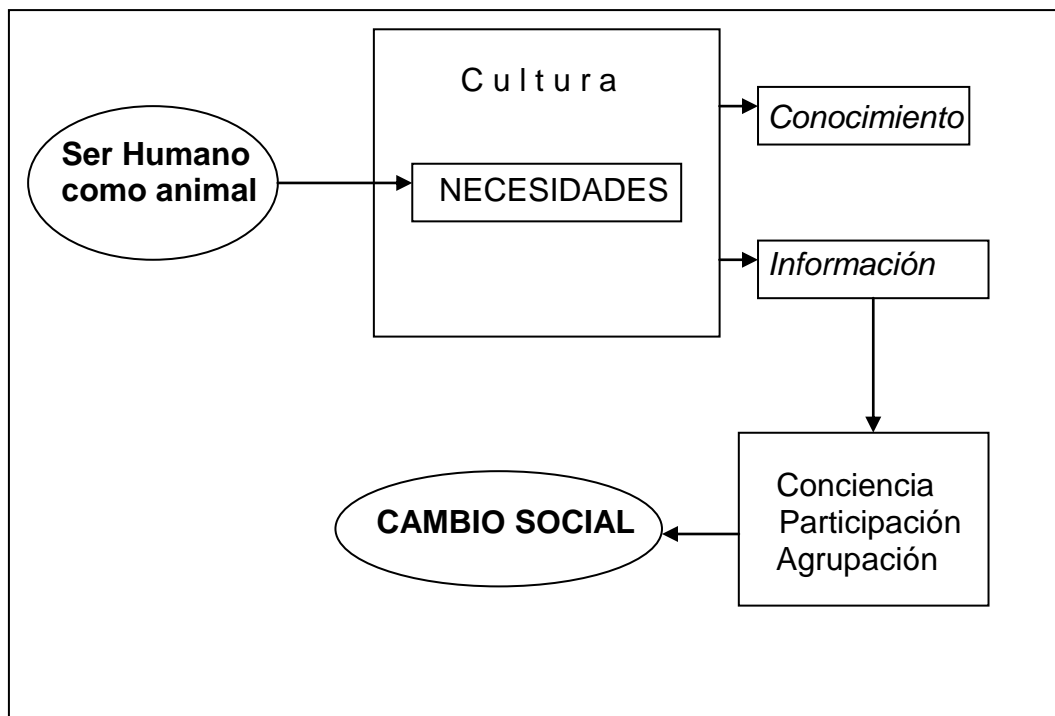 C u l t u r a
Conocimiento
Ser Humano
como animal
NECESIDADES
Información
Conciencia
Participación
Agrupación
CAMBIO SOCIAL